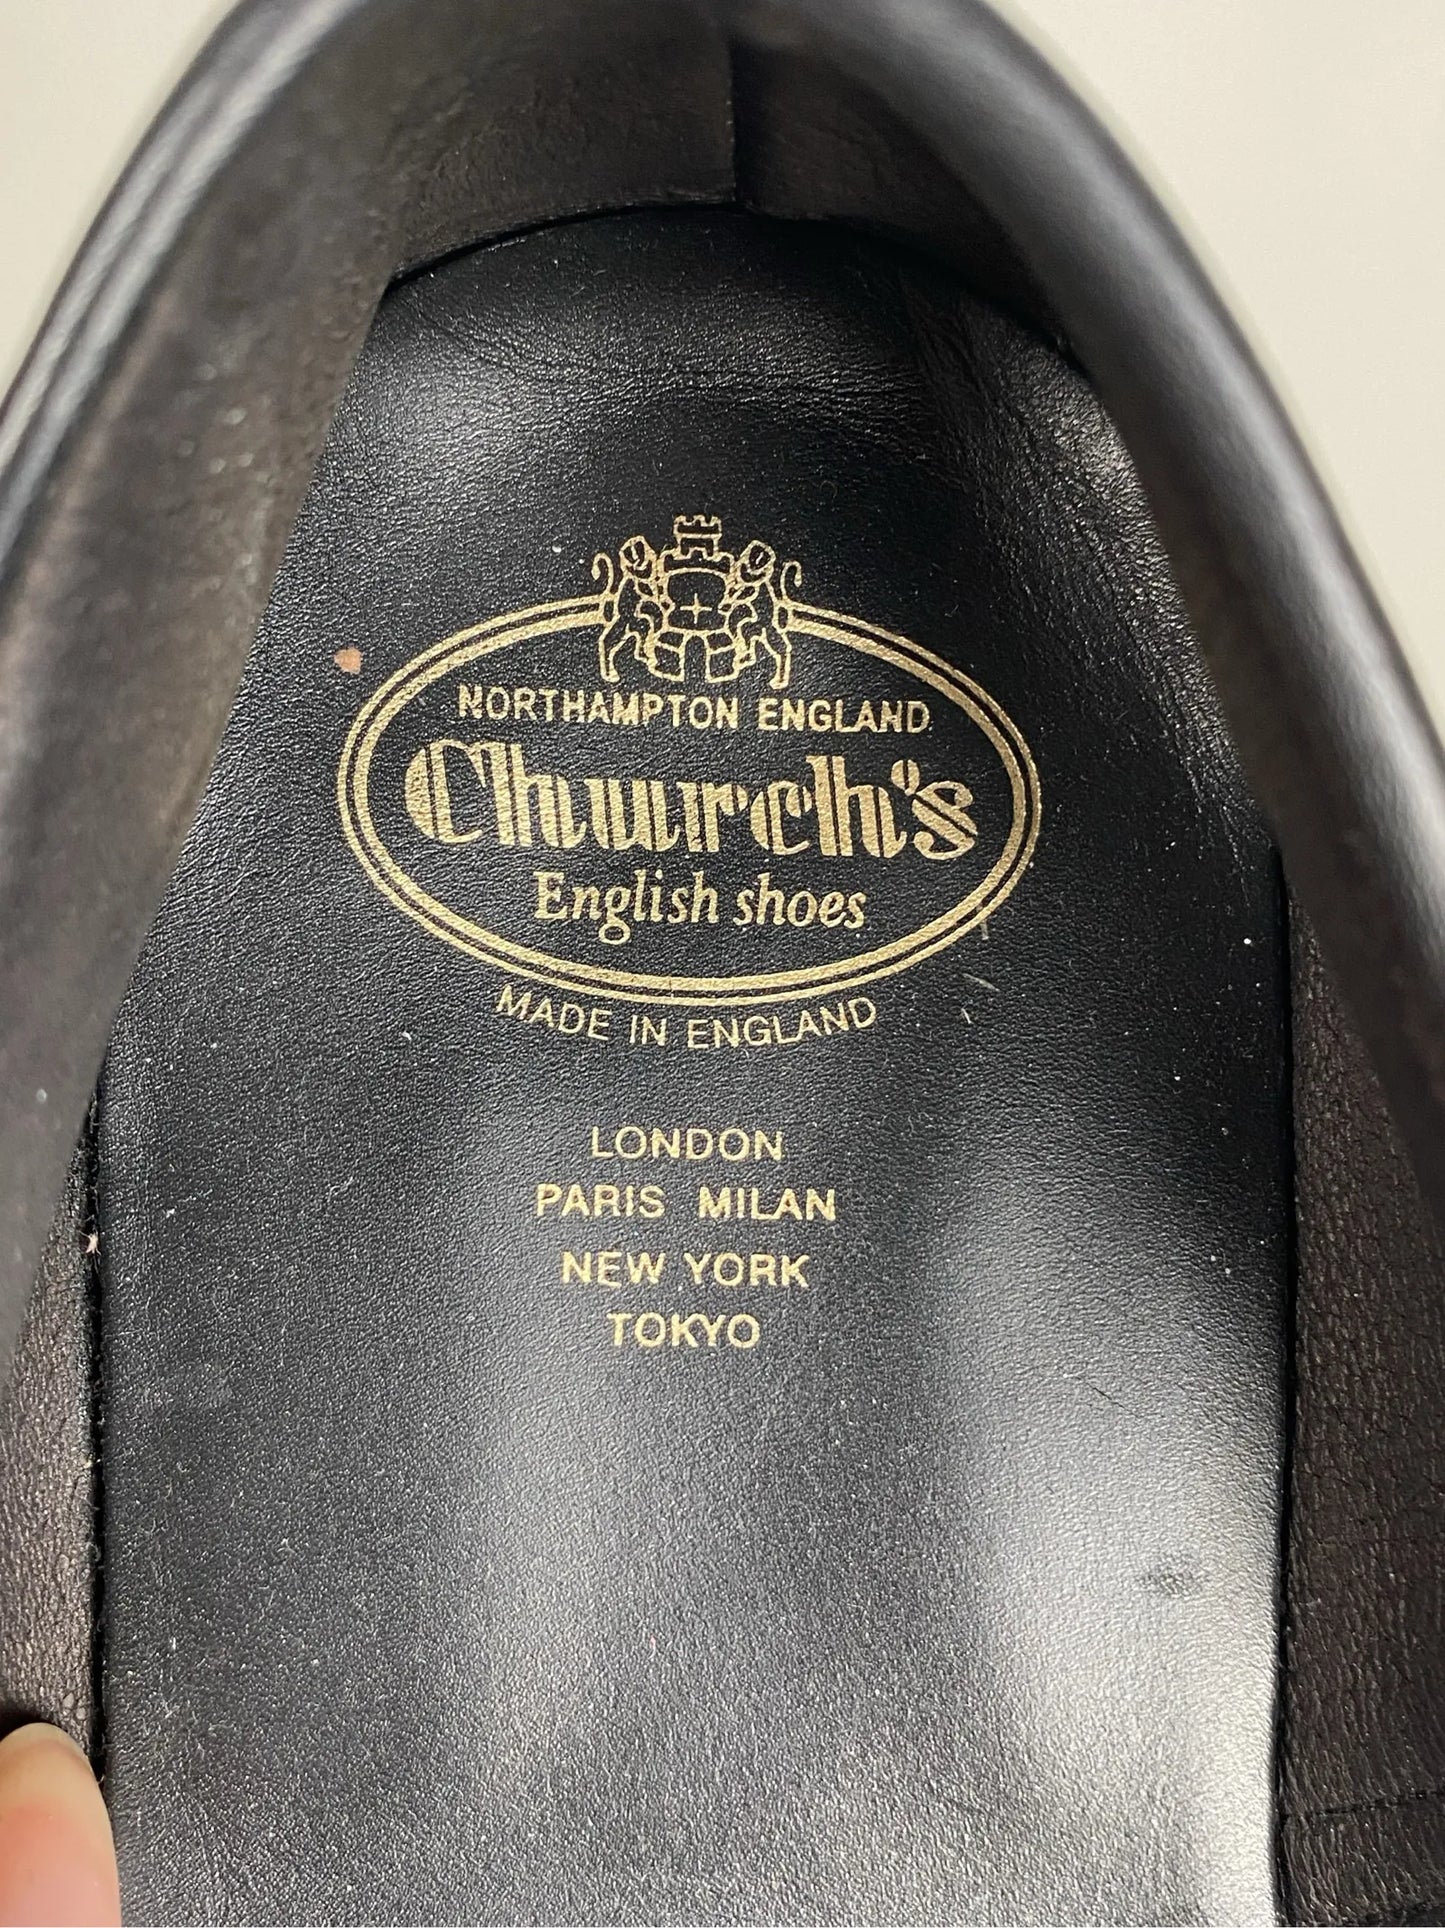 NORTHAMPTON ENGLAND
Church's
English shoes
MADE IN ENGLAND
LONDON
PARIS MILAN
NEW YORK
TOKYO